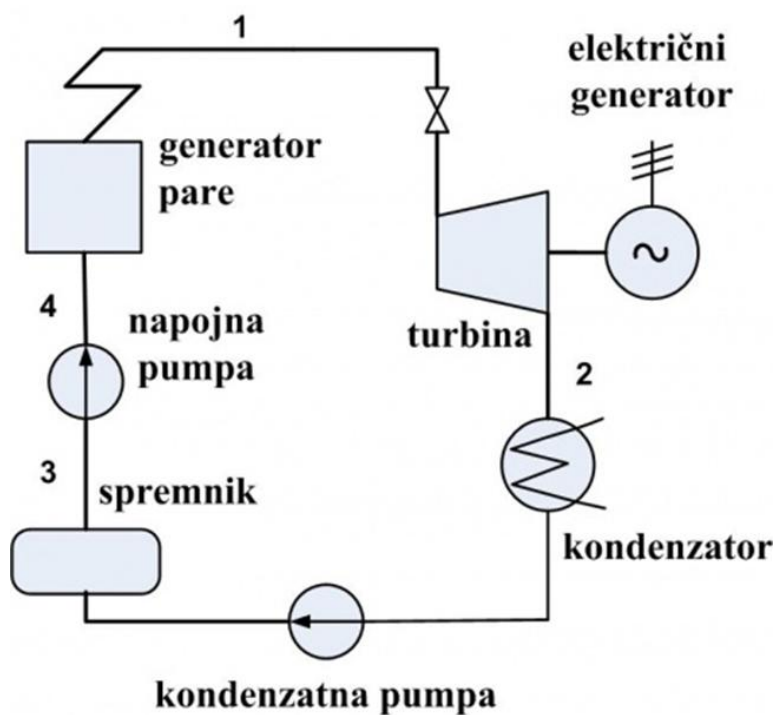 1
električni
generator
generator
pare
4
napojna
pumpa
turbina
2
3
spremnik
kondenzator
kondenzatna pumpa